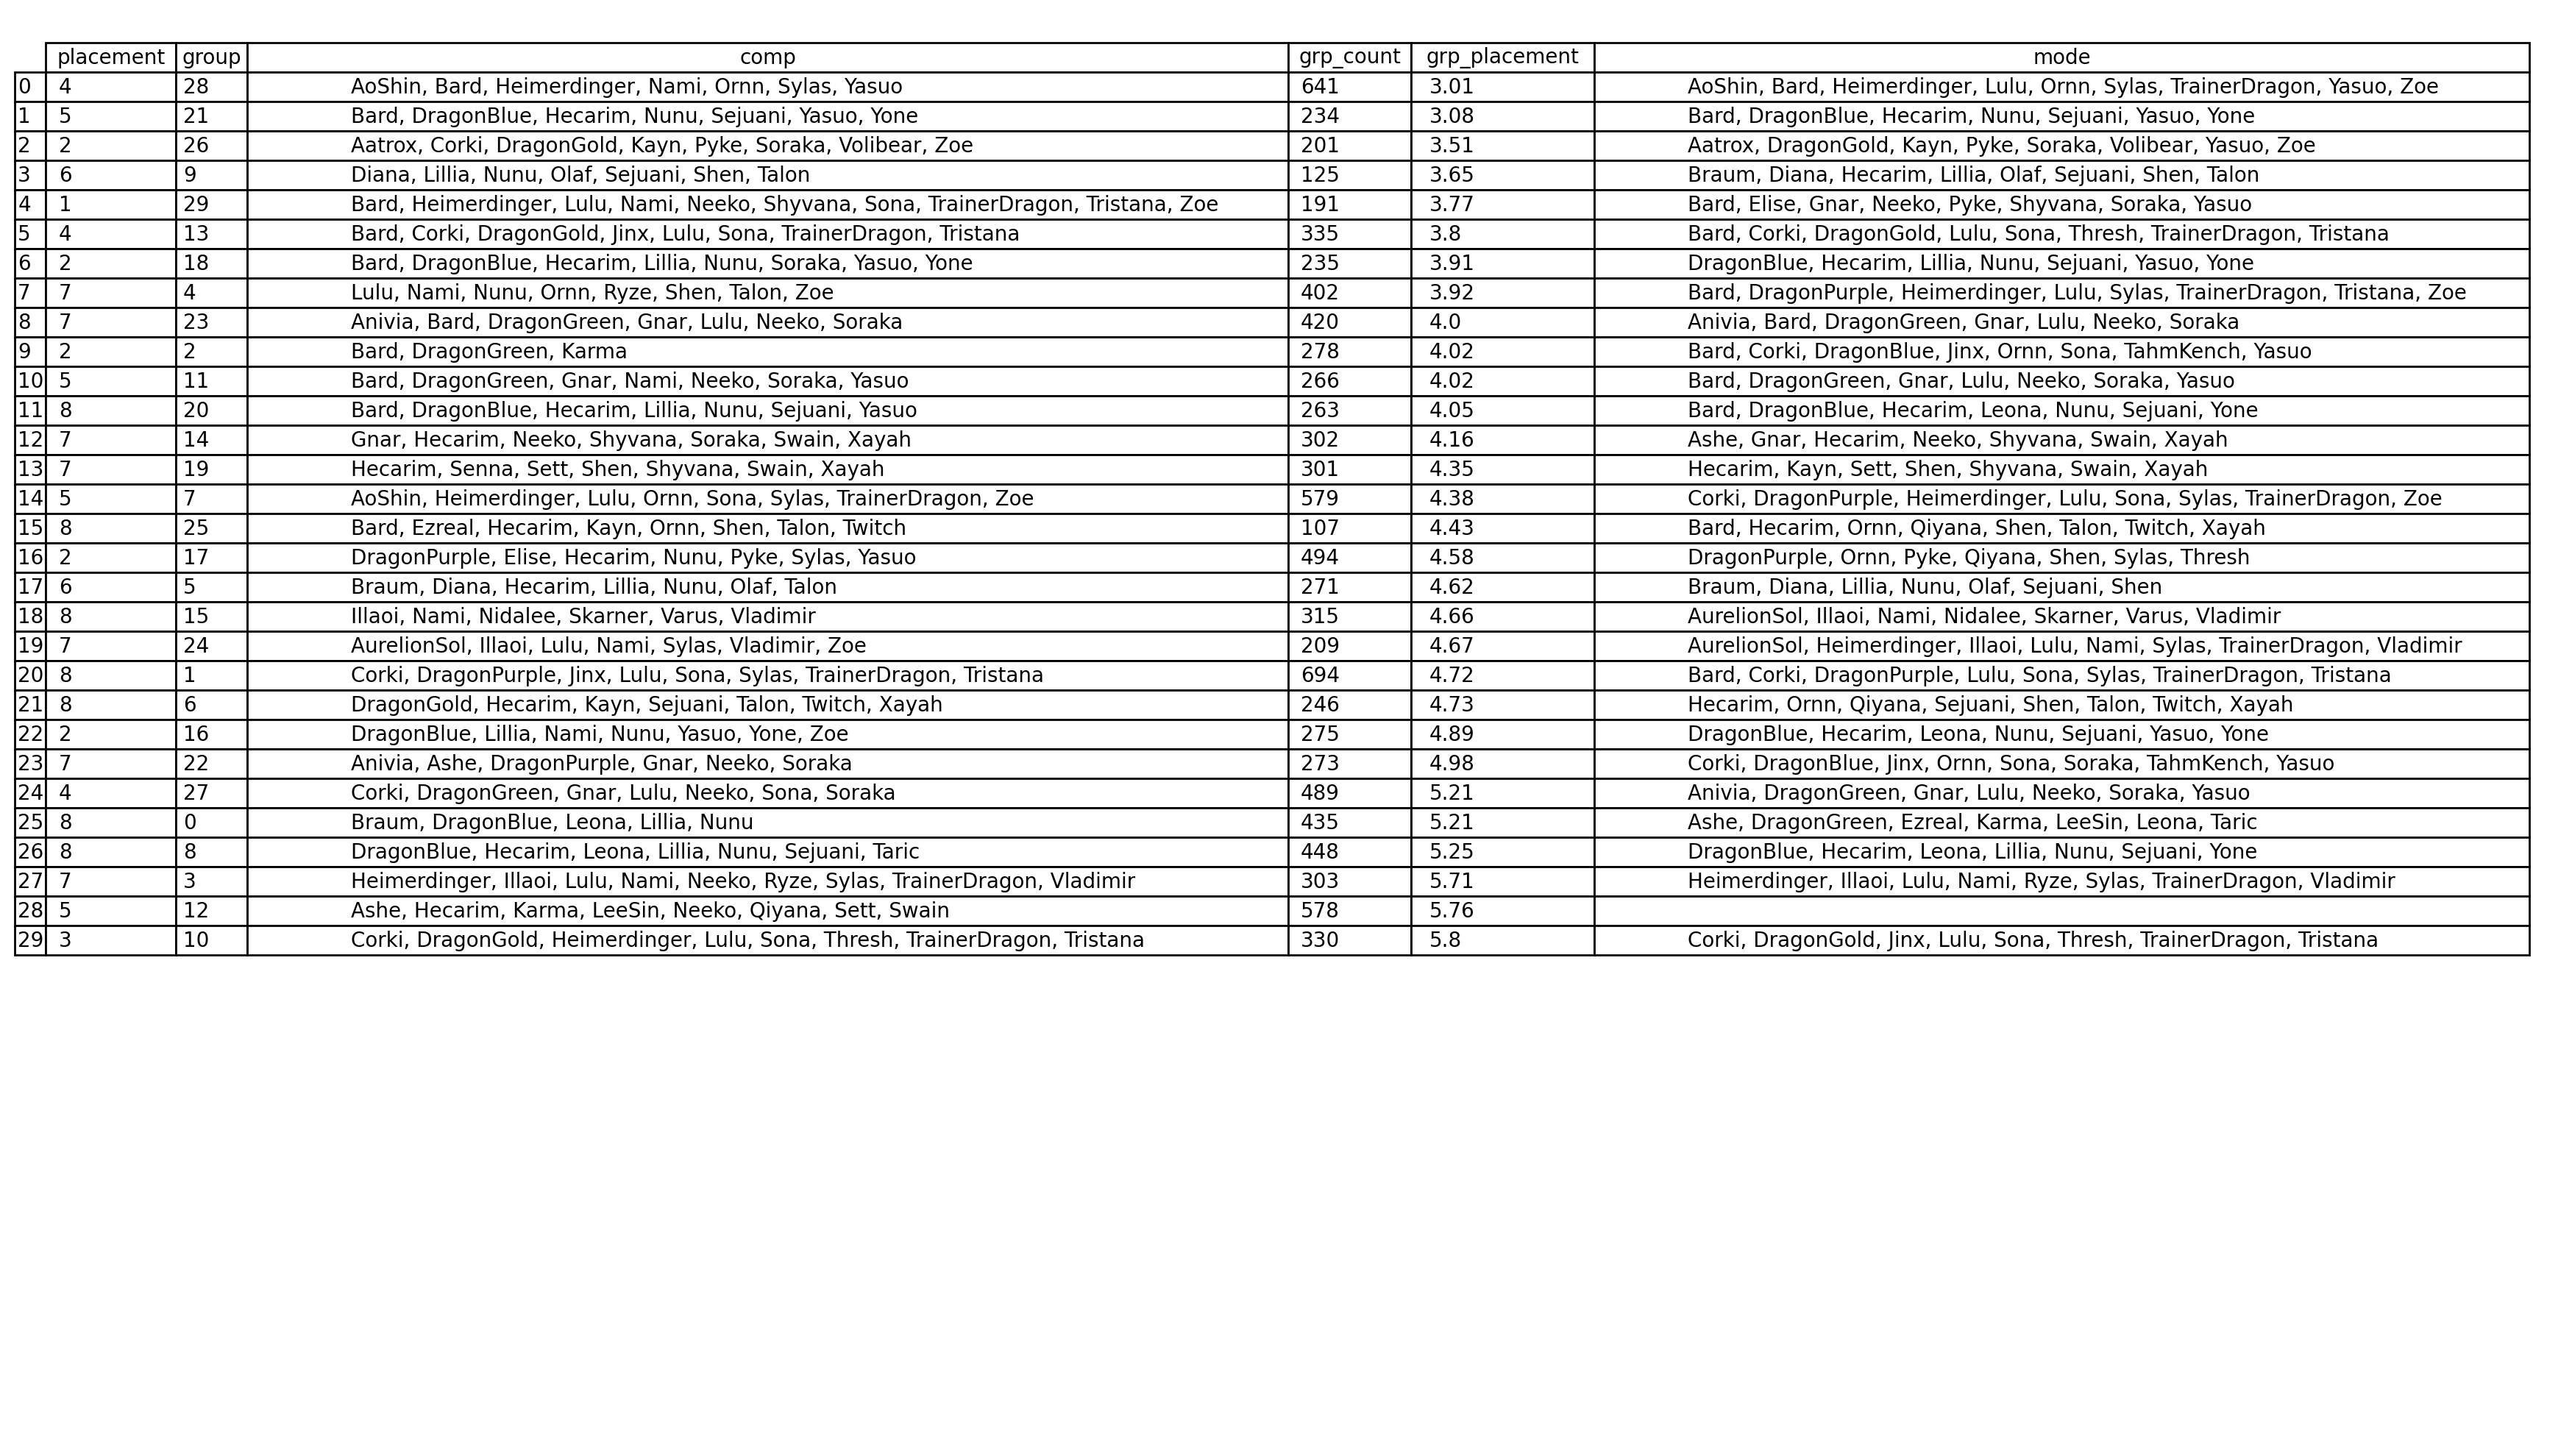 placement group comp grp_count grp_placement mode
0 4 28 AoShin, Bard, Heimerdinger, Nami, Ornn, Sylas, Yasuo 641 3.01 AoShin, Bard, Heimerdinger, Lulu, Ornn, Sylas, TrainerDragon, Yasuo, Zoe
1 5 21 Bard, DragonBlue, Hecarim, Nunu, Sejuani, Yasuo, Yone 234 3.08 Bard, DragonBlue, Hecarim, Nunu, Sejuani, Yasuo, Yone
2 2 26 Aatrox, Corki, DragonGold, Kayn, Pyke, Soraka, Volibear, Zoe 201 3.51 Aatrox, DragonGold, Kayn, Pyke, Soraka, Volibear, Yasuo, Zoe
3 6 9 Diana, Lillia, Nunu, Olaf, Sejuani, Shen, Talon 125 3.65 Braum, Diana, Hecarim, Lillia, Olaf, Sejuani, Shen, Talon
4 1 29 Bard, Heimerdinger, Lulu, Nami, Neeko, Shyvana, Sona, TrainerDragon, Tristana, Zoe 191 3.77 Bard, Elise, Gnar, Neeko, Pyke, Shyvana, Soraka, Yasuo
5 4 13 Bard, Corki, DragonGold, Jinx, Lulu, Sona, TrainerDragon, Tristana 335 3.8 Bard, Corki, DragonGold, Lulu, Sona, Thresh, TrainerDragon, Tristana
6 2 18 Bard, DragonBlue, Hecarim, Lillia, Nunu, Soraka, Yasuo, Yone 235 3.91 DragonBlue, Hecarim, Lillia, Nunu, Sejuani, Yasuo, Yone
7 7 4 Lulu, Nami, Nunu, Ornn, Ryze, Shen, Talon, Zoe 402 3.92 Bard, DragonPurple, Heimerdinger, Lulu, Sylas, TrainerDragon, Tristana, Zoe
8 7 23 Anivia, Bard, DragonGreen, Gnar, Lulu, Neeko, Soraka 420 4.0 Anivia, Bard, DragonGreen, Gnar, Lulu, Neeko, Soraka
9 2 2 Bard, DragonGreen, Karma 278 4.02 Bard, Corki, DragonBlue, Jinx, Ornn, Sona, TahmKench, Yasuo
10 5 11 Bard, DragonGreen, Gnar, Nami, Neeko, Soraka, Yasuo 266 4.02 Bard, DragonGreen, Gnar, Lulu, Neeko, Soraka, Yasuo
11 8 20 Bard, DragonBlue, Hecarim, Lillia, Nunu, Sejuani, Yasuo 263 4.05 Bard, DragonBlue, Hecarim, Leona, Nunu, Sejuani, Yone
12 7 14 Gnar, Hecarim, Neeko, Shyvana, Soraka, Swain, Xayah 302 4.16 Ashe, Gnar, Hecarim, Neeko, Shyvana, Swain, Xayah
13 7 19 Hecarim, Senna, Sett, Shen, Shyvana, Swain, Xayah 301 4.35 Hecarim, Kayn, Sett, Shen, Shyvana, Swain, Xayah
14 5 7 AoShin, Heimerdinger, Lulu, Ornn, Sona, Sylas, TrainerDragon, Zoe 579 4.38 Corki, DragonPurple, Heimerdinger, Lulu, Sona, Sylas, TrainerDragon, Zoe
15 8 25 Bard, Ezreal, Hecarim, Kayn, Ornn, Shen, Talon, Twitch 107 4.43 Bard, Hecarim, Ornn, Qiyana, Shen, Talon, Twitch, Xayah
16 2 17 DragonPurple, Elise, Hecarim, Nunu, Pyke, Sylas, Yasuo 494 4.58 DragonPurple, Ornn, Pyke, Qiyana, Shen, Sylas, Thresh
17 6 5 Braum, Diana, Hecarim, Lillia, Nunu, Olaf, Talon 271 4.62 Braum, Diana, Lillia, Nunu, Olaf, Sejuani, Shen
18 8 15 Illaoi, Nami, Nidalee, Skarner, Varus, Vladimir 315 4.66 AurelionSol, Illaoi, Nami, Nidalee, Skarner, Varus, Vladimir
19 7 24 AurelionSol, Illaoi, Lulu, Nami, Sylas, Vladimir, Zoe 209 4.67 AurelionSol, Heimerdinger, Illaoi, Lulu, Nami, Sylas, TrainerDragon, Vladimir
20 8 1 Corki, DragonPurple, Jinx, Lulu, Sona, Sylas, TrainerDragon, Tristana 694 4.72 Bard, Corki, DragonPurple, Lulu, Sona, Sylas, TrainerDragon, Tristana
21 8 6 DragonGold, Hecarim, Kayn, Sejuani, Talon, Twitch, Xayah 246 4.73 Hecarim, Ornn, Qiyana, Sejuani, Shen, Talon, Twitch, Xayah
22 2 16 DragonBlue, Lillia, Nami, Nunu, Yasuo, Yone, Zoe 275 4.89 DragonBlue, Hecarim, Leona, Nunu, Sejuani, Yasuo, Yone
23 7 22 Anivia, Ashe, DragonPurple, Gnar, Neeko, Soraka 273 4.98 Corki, DragonBlue, Jinx, Ornn, Sona, Soraka, TahmKench, Yasuo
24 4 27 Corki, DragonGreen, Gnar, Lulu, Neeko, Sona, Soraka 489 5.21 Anivia, DragonGreen, Gnar, Lulu, Neeko, Soraka, Yasuo
25 8 0 Braum, DragonBlue, Leona, Lillia, Nunu 435 5.21 Ashe, DragonGreen, Ezreal, Karma, LeeSin, Leona, Taric
26 8 8 DragonBlue, Hecarim, Leona, Lillia, Nunu, Sejuani, Taric 448 5.25 DragonBlue, Hecarim, Leona, Lillia, Nunu, Sejuani, Yone
27 7 3 Heimerdinger, Illaoi, Lulu, Nami, Neeko, Ryze, Sylas, TrainerDragon, Vladimir 303 5.71 Heimerdinger, Illaoi, Lulu, Nami, Ryze, Sylas, TrainerDragon, Vladimir
28 5 12 Ashe, Hecarim, Karma, LeeSin, Neeko, Qiyana, Sett, Swain 578 5.76
29 3 10 Corki, DragonGold, Heimerdinger, Lulu, Sona, Thresh, TrainerDragon, Tristana 330 5.8 Corki, DragonGold, Jinx, Lulu, Sona, Thresh, TrainerDragon, Tristana